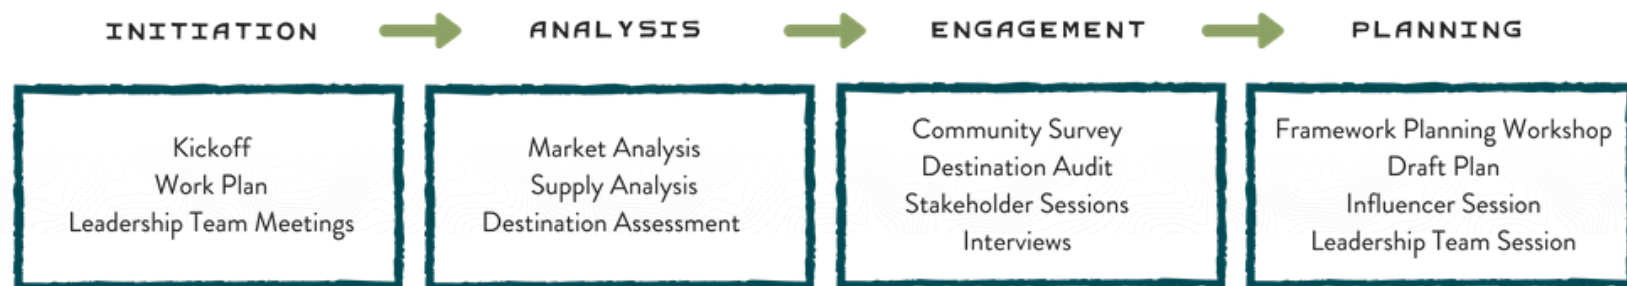 INITIATION
ANALYSIS
ENGAGEMENT
PLANNING
Kickoff
Work Plan
Leadership Team Meetings
Market Analysis
Supply Analysis
Destination Assessment
Community Survey
Destination Audit
Stakeholder Sessions
Interviews
Framework Planning Workshop
Draft Plan
Influencer Session
Leadership Team Session